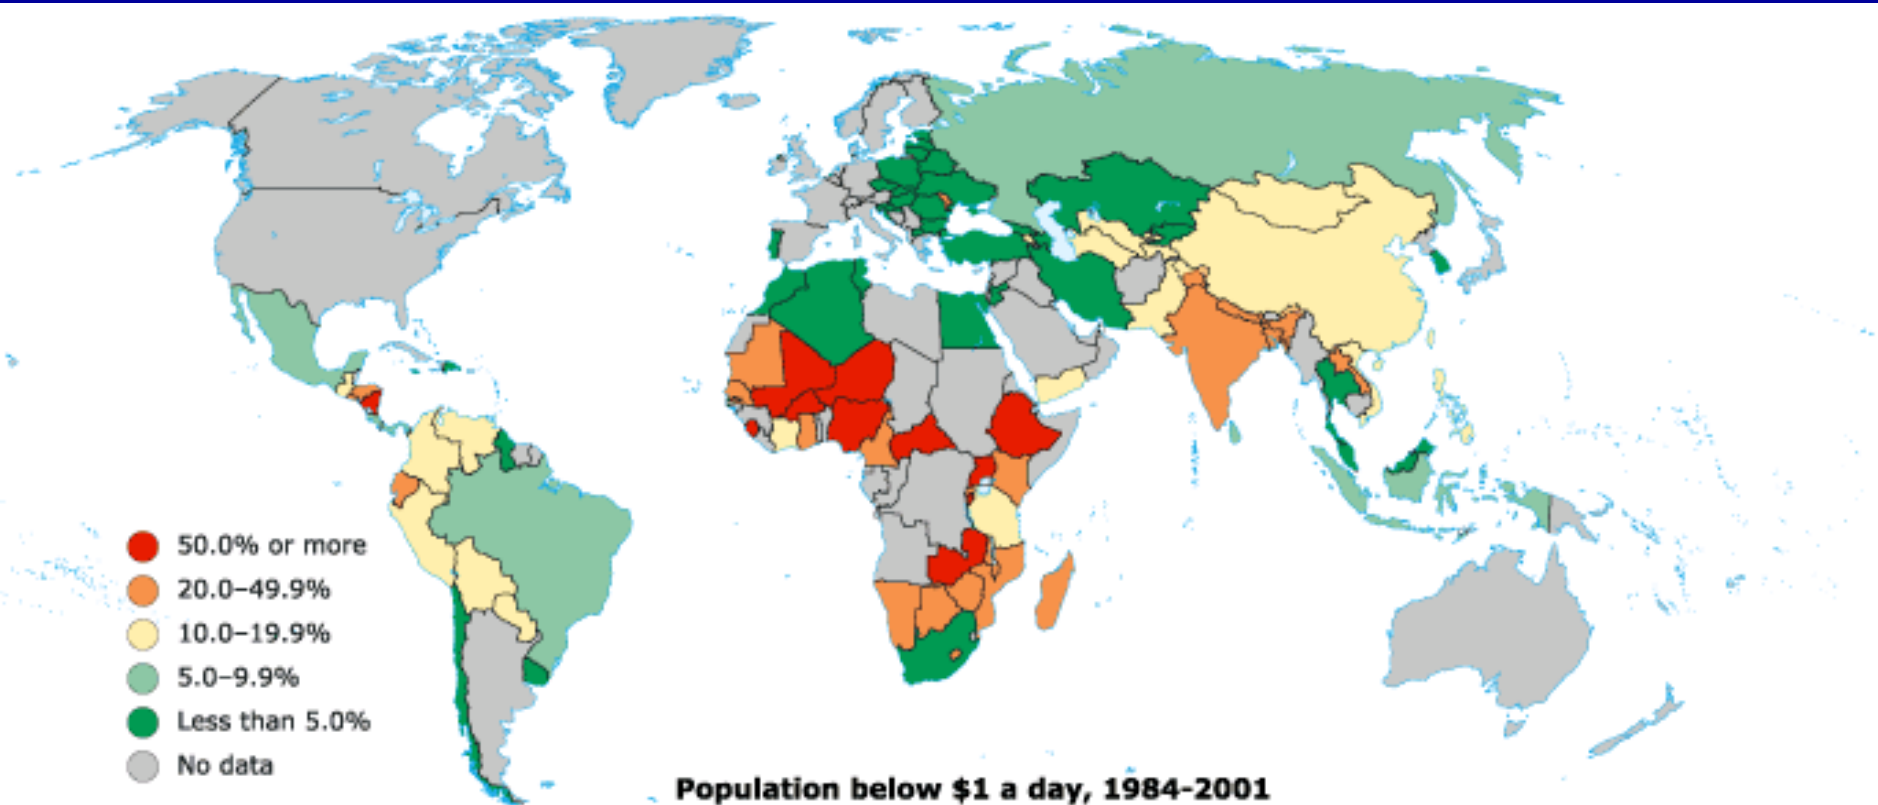 50.0% or more
20.0–49.9%
10.0–19.9%
5.0–9.9%
Less than 5.0%
No data
Population below $1 a day, 1984-2001